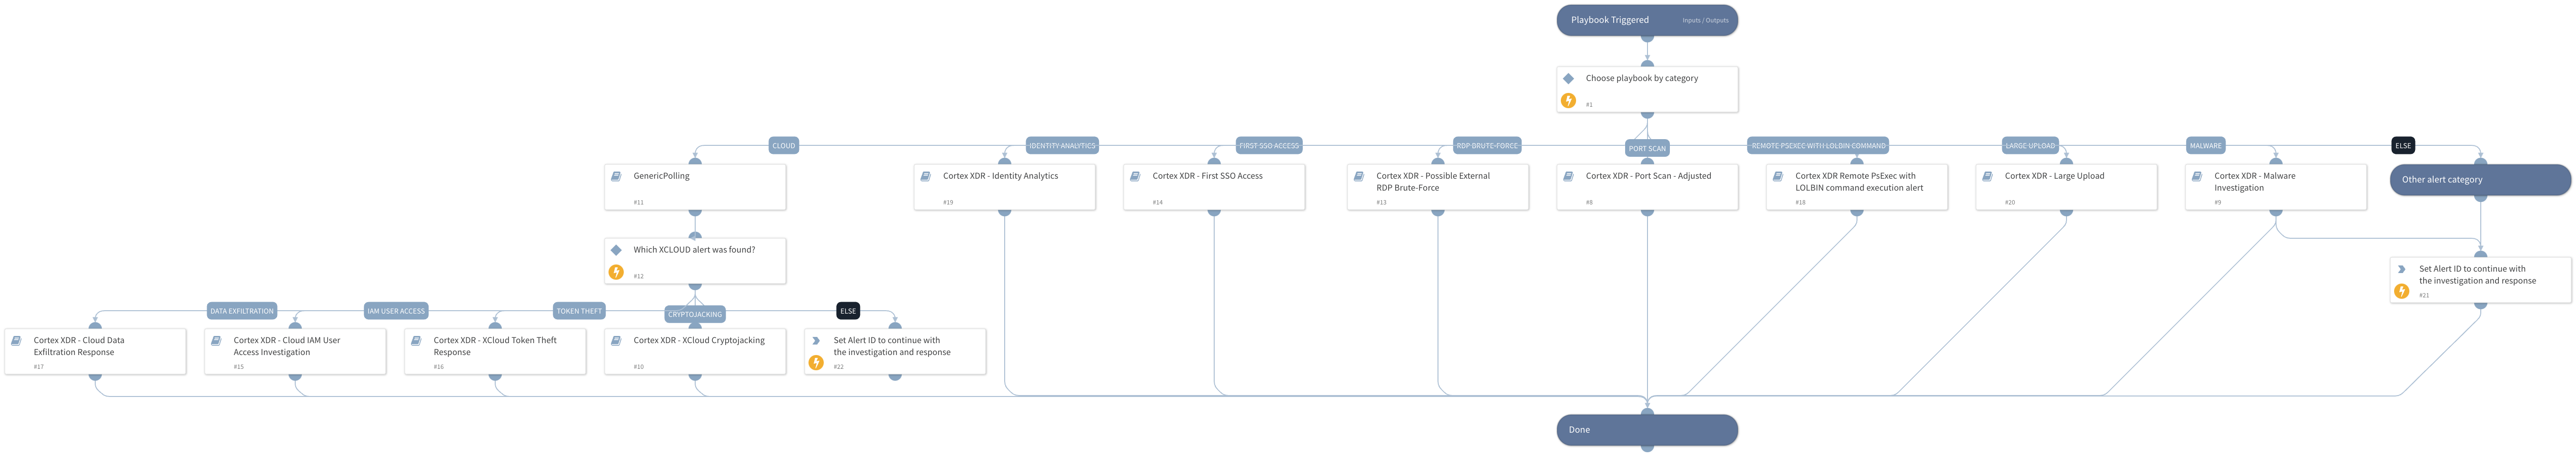 Playbook Triggered
Inputs / Outputs
Choose playbook by category
#1
CLOUD
IDENTITY ANALYTICS
FIRST SSO ACCESS
RDP BRUTE-FORCE
PORT SCAN
REMOTE PSEXEC WITH LOLBIN COMMAND
LARGE UPLOAD
MALWARE
ELSE
GenericPolling
#11
Cortex XDR - Identity Analytics
#19
Cortex XDR - First SSO Access
#14
Cortex XDR - Possible External
RDP Brute-Force
#13
Cortex XDR - Port Scan - Adjusted
#8
Cortex XDR Remote PsExec with
LOLBIN command execution alert
#18
Cortex XDR - Large Upload
#20
Cortex XDR - Malware
Investigation
#9
Other alert category
Which XCLOUD alert was found?
#12
Set Alert ID to continue with
the investigation and response
#21
DATA EXFILTRATION
IAM USER ACCESS
TOKEN THEFT
CRYPTOJACKING
ELSE
Cortex XDR - Cloud Data
Exfiltration Response
#17
Cortex XDR - Cloud IAM User
Access Investigation
#15
Cortex XDR - XCloud Token Theft
Response
#16
Cortex XDR - XCloud Cryptojacking
#10
Set Alert ID to continue with
the investigation and response
#22
Done